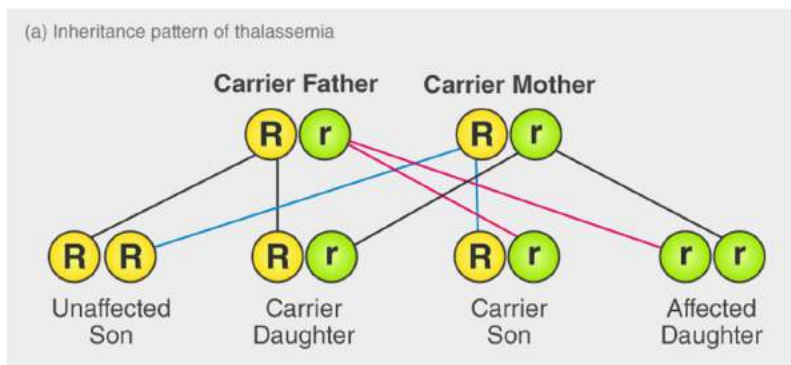 (a) Inheritance pattern of thalassemia
Carrier Father Carrier Mother
R r R r
R R R r R r r r
Unaffected Son
Carrier Daughter
Carrier Son
Affected Daughter